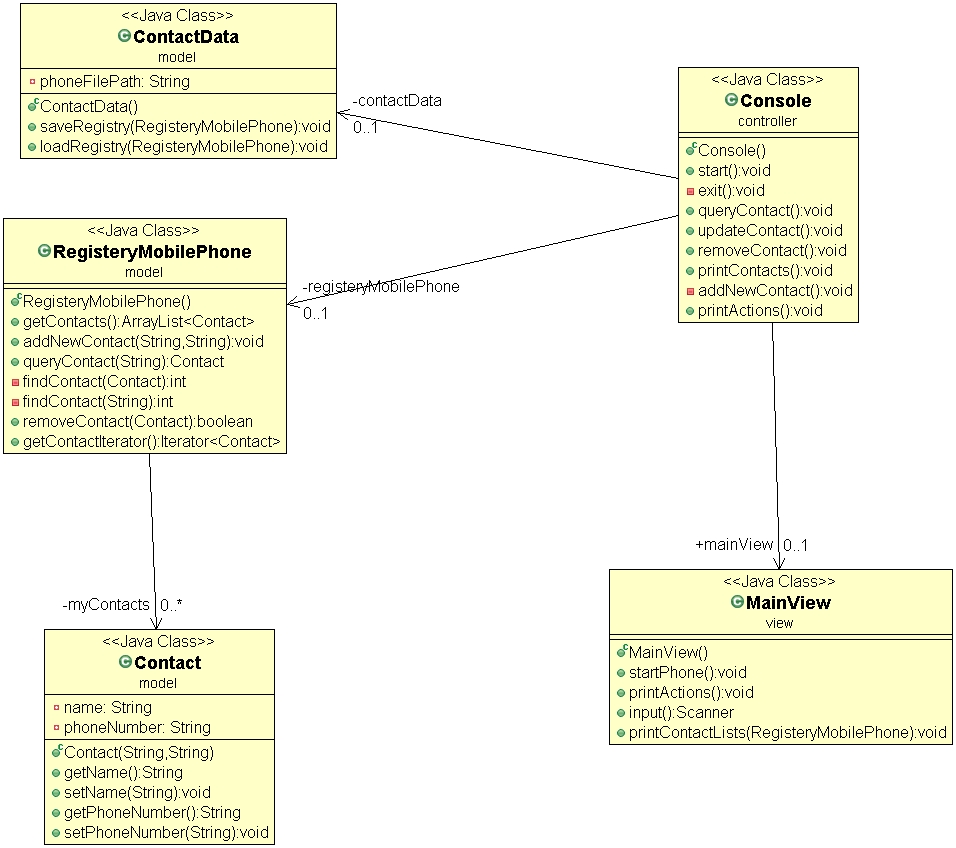 <<Java Class>>
ContactData
model
phoneFilePath: String
ContactData()
saveRegistry(RegisteryMobilePhone):void
loadRegistry(RegisteryMobilePhone):void
-contactData
0..1
<<Java Class>>
Console
controller
Console()
start():void
exit():void
queryContact():void
updateContact():void
removeContact():void
printContacts():void
addNewContact():void
printActions():void
<<Java Class>>
RegisteryMobilePhone
model
RegisteryMobilePhone()
getContacts():ArrayList<Contact>
addNewContact(String,String):void
queryContact(String):Contact
findContact(Contact):int
findContact(String):int
removeContact(Contact):boolean
getContactIterator():Iterator<Contact>
-registeryMobilePhone
0..1
+mainView 0..1
-myContacts 0..*
<<Java Class>>
Contact
model
name: String
phoneNumber: String
Contact(String,String)
getName():String
setName(String):void
getPhoneNumber():String
setPhoneNumber(String):void
<<Java Class>>
MainView
view
MainView()
startPhone():void
printActions():void
input():Scanner
printContactLists(RegisteryMobilePhone):void